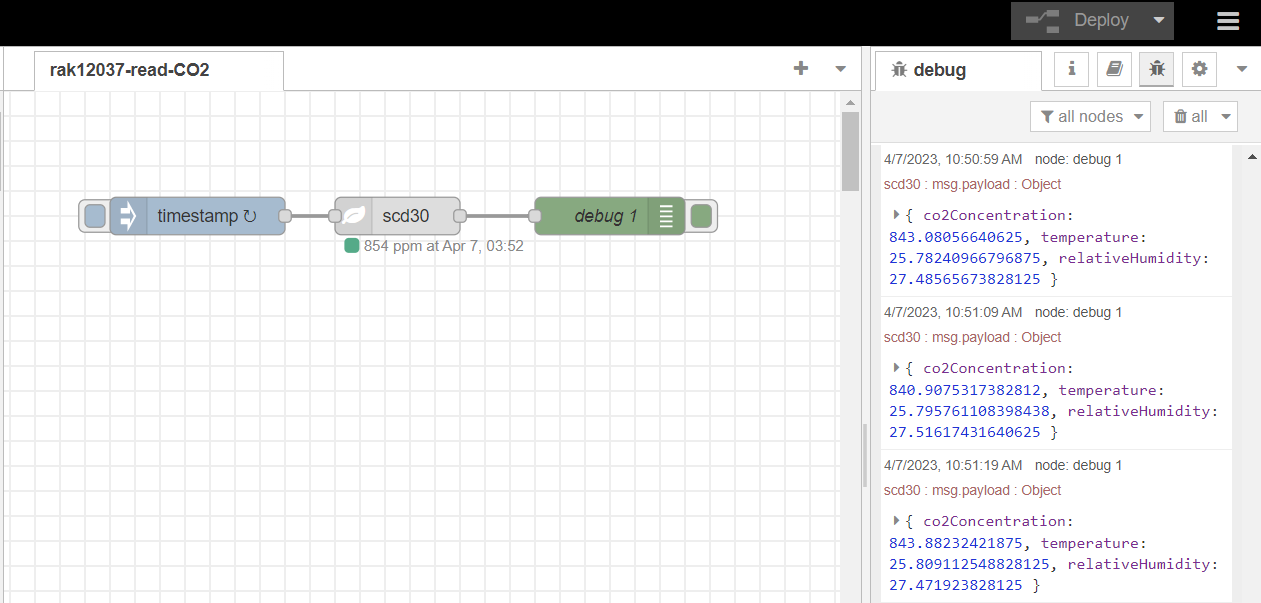 Deploy
rak12037-read-CO2
debug
i
all nodes
all
timestamp ↻
scd30
debug 1
854 ppm at Apr 7, 03:52
4/7/2023, 10:50:59 AM node: debug 1
scd30 : msg.payload : Object
{ co2Concentration:
843.08056640625, temperature:
25.78240966796875, relativeHumidity:
27.48565673828125 }
4/7/2023, 10:51:09 AM node: debug 1
scd30 : msg.payload : Object
{ co2Concentration:
840.9075317382812, temperature:
25.795761108398438, relativeHumidity:
27.51617431640625 }
4/7/2023, 10:51:19 AM node: debug 1
scd30 : msg.payload : Object
{ co2Concentration:
843.88232421875, temperature:
25.809112548828125, relativeHumidity:
27.471923828125 }